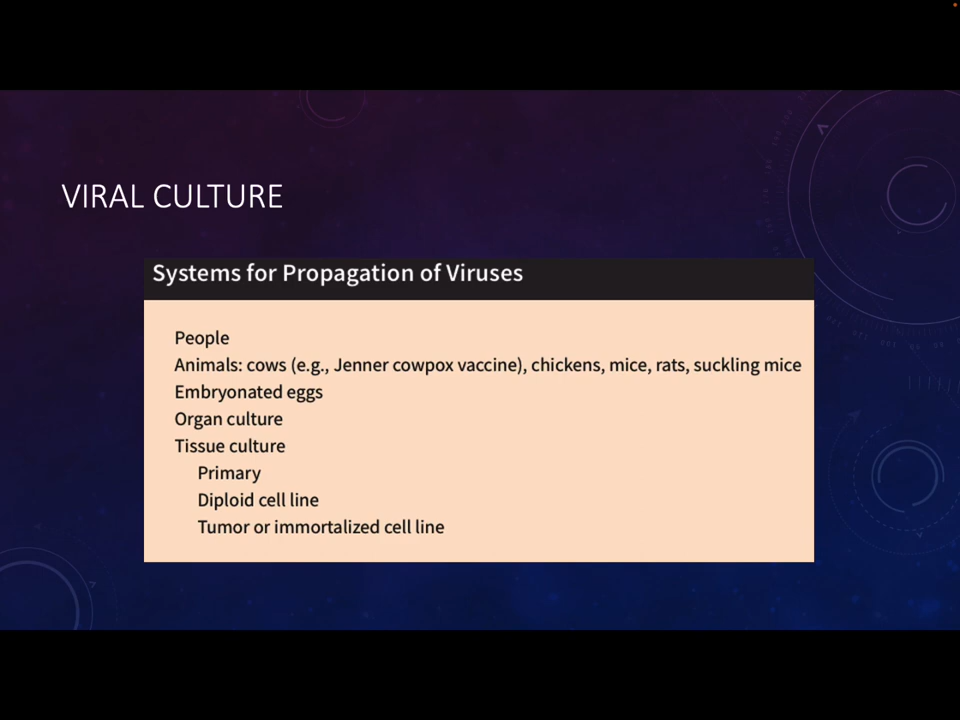 VIRAL CULTURE
Systems for Propagation of Viruses
People
Animals: cows (e.g., Jenner cowpox vaccine), chickens, mice, rats, suckling mice
Embryonated eggs
Organ culture
Tissue culture
Primary
Diploid cell line
Tumor or immortalized cell line